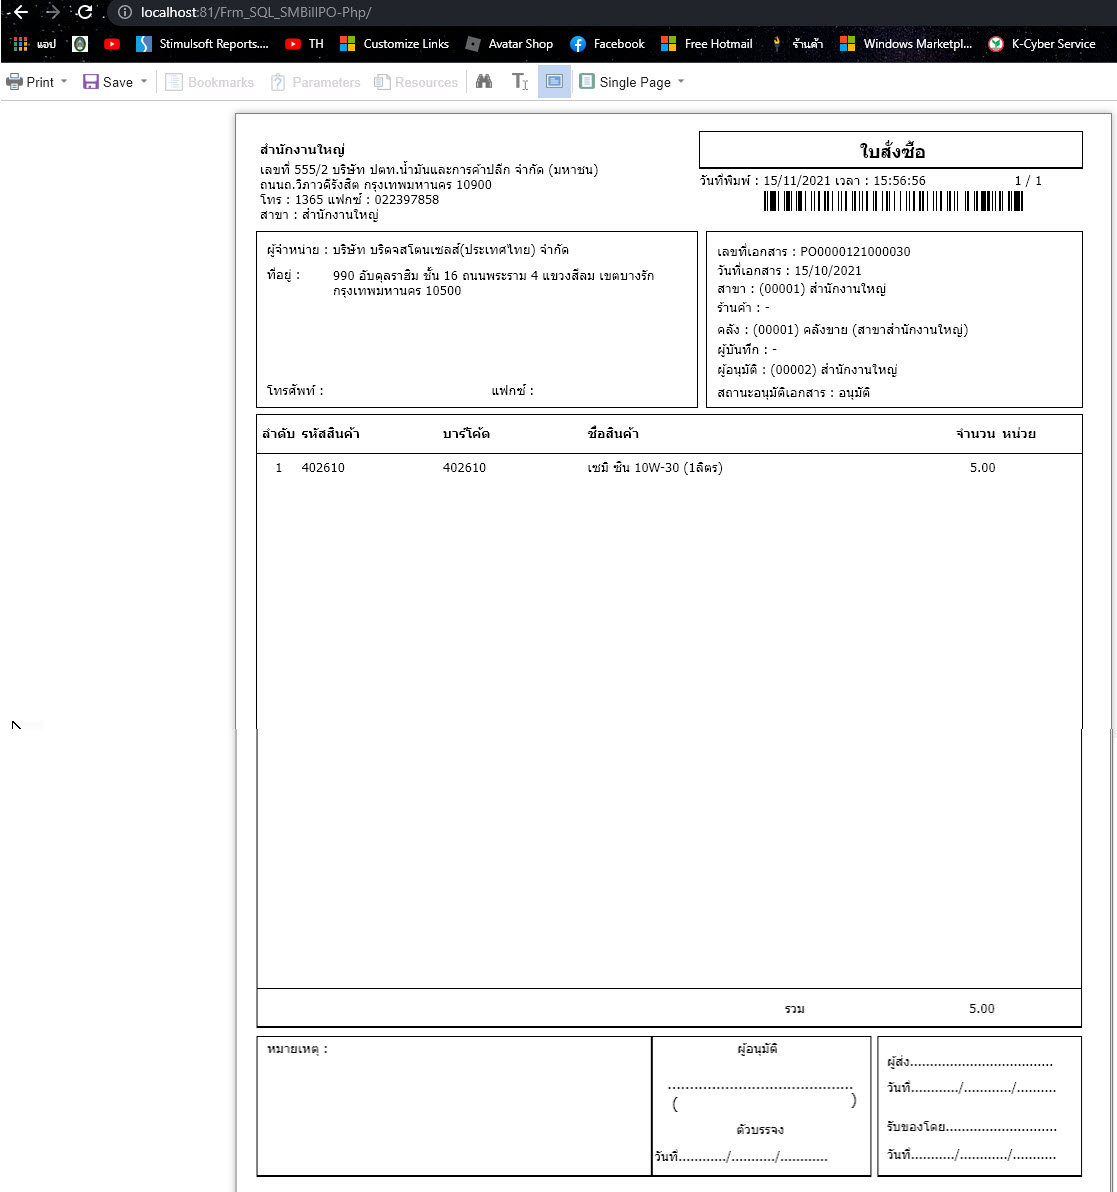 localhost:81/Frm_SQL_SMBillPO-Php/
แอป Stimulsoft Reports.... TH Customize Links Avatar Shop Facebook Free Hotmail ร้านค้า Windows Marketpl... K-Cyber Service
Print Save Bookmarks Parameters Resources Single Page
สำนักงานใหญ่
เลขที่ 555/2 บริษัท ปตท.น้ำมันและการค้าปลีก จำกัด (มหาชน)
ถนนถ.วิภาวดีรังสิต กรุงเทพมหานคร 10900
โทร : 1365 แฟกซ์ : 022397858
สาขา : สำนักงานใหญ่
ใบสั่งซื้อ
วันที่พิมพ์ : 15/11/2021 เวลา : 15:56:56 1 / 1
ผู้จำหน่าย : บริษัท บริดจสโตนเซลส์(ประเทศไทย) จำกัด
ที่อยู่ : 990 อับดุลราฮิม ชั้น 16 ถนนพระราม 4 แขวงสีลม เขตบางรัก
กรุงเทพมหานคร 10500
โทรศัพท์ : แฟกซ์ :
เลขที่เอกสาร : PO0000121000030
วันที่เอกสาร : 15/10/2021
สาขา : (00001) สำนักงานใหญ่
ร้านค้า : -
คลัง : (00001) คลังขาย (สาขาสำนักงานใหญ่)
ผู้บันทึก : -
ผู้อนุมัติ : (00002) สำนักงานใหญ่
สถานะอนุมัติเอกสาร : อนุมัติ
ลำดับ รหัสสินค้า บาร์โค้ด ชื่อสินค้า จำนวน หน่วย
1 402610 402610 เซมิ ซิน 10W-30 (1ลิตร) 5.00
รวม 5.00
หมายเหตุ :
ผู้อนุมัติ
..........................................
( )
ตัวบรรจง
วันที่............/.........../............
ผู้ส่ง....................................
วันที่............/............/..........
รับของโดย............................
วันที่.........../............/...........